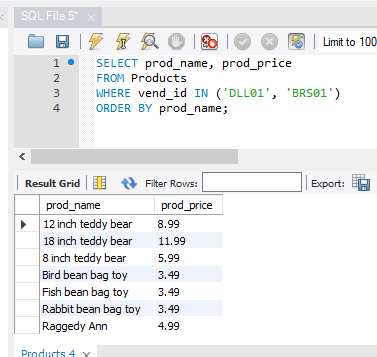 SQL File 5*
Limit to 100
1 SELECT prod_name, prod_price
2 FROM Products
3 WHERE vend_id IN ('DLL01', 'BRS01')
4 ORDER BY prod_name;
Result Grid Filter Rows: Export:
prod_name prod_price
12 inch teddy bear 8.99
18 inch teddy bear 11.99
8 inch teddy bear 5.99
Bird bean bag toy 3.49
Fish bean bag toy 3.49
Rabbit bean bag toy 3.49
Raggedy Ann 4.99
Products 4